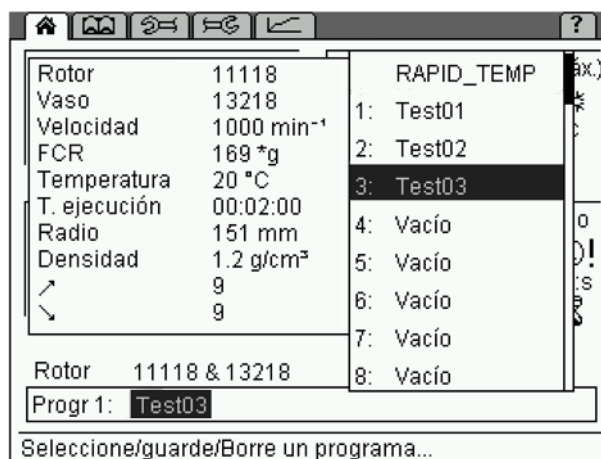 ?
Rotor 11118
Vaso 13218
Velocidad 1000 min⁻¹
FCR 169 *g
Temperatura 20 °C
T. ejecución 00:02:00
Radio 151 mm
Densidad 1.2 g/cm³
↗ 9
↘ 9
RAPID_TEMP
1: Test01
2: Test02
3: Test03
4: Vacío
5: Vacío
6: Vacío
7: Vacío
8: Vacío
Rotor 11118 & 13218
Progr 1: Test03
Seleccione/guarde/Borre un programa...